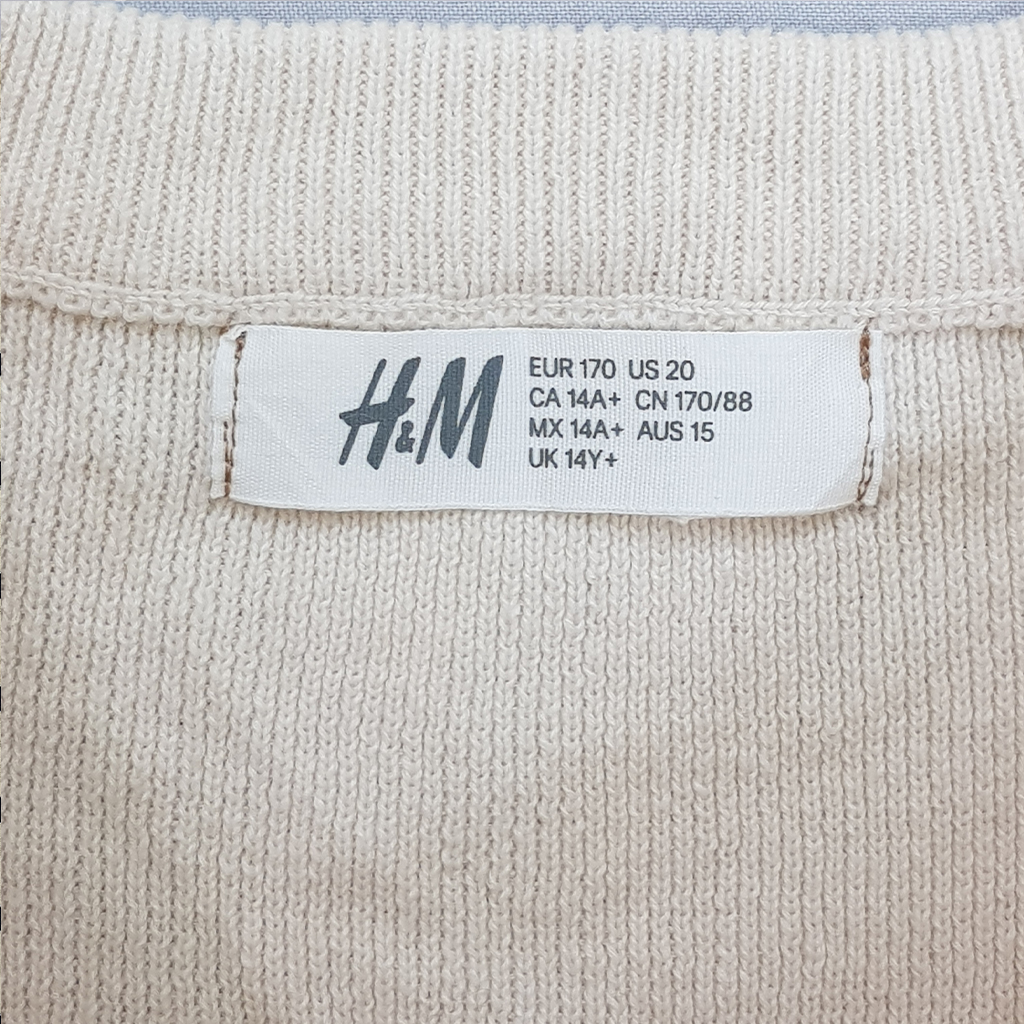 H&M
EUR 170 US 20
CA 14A+ CN 170/88
MX 14A+ AUS 15
UK 14Y+